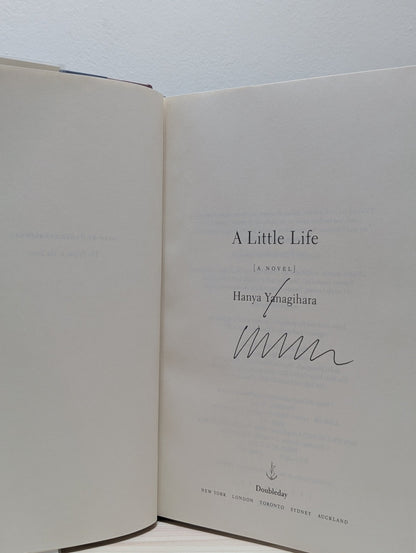 A Little Life
[A NOVEL]
Hanya Yanagihara
Doubleday
NEW YORK LONDON TORONTO SYDNEY AUCKLAND